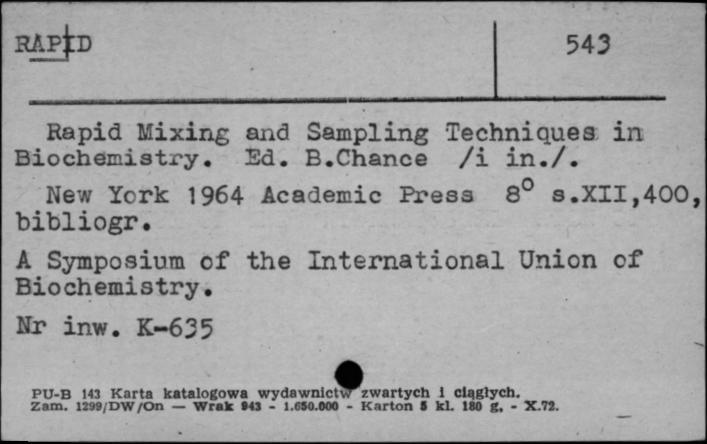 RAPID
543
Rapid Mixing and Sampling Techniques in
Biochemistry. Ed. B.Chance /i in./.
New York 1964 Academic Press 8° s.XII,400,
bibliogr.
A Symposium of the International Union of
Biochemistry.
Nr inw. K-635
PU-B 143 Karta katalogowa wydawnictw zwartych i ciągłych.
Zam. 1299/DW/On — Wrak 943 - 1.650.000 - Karton 5 kl. 180 g, - X.72.